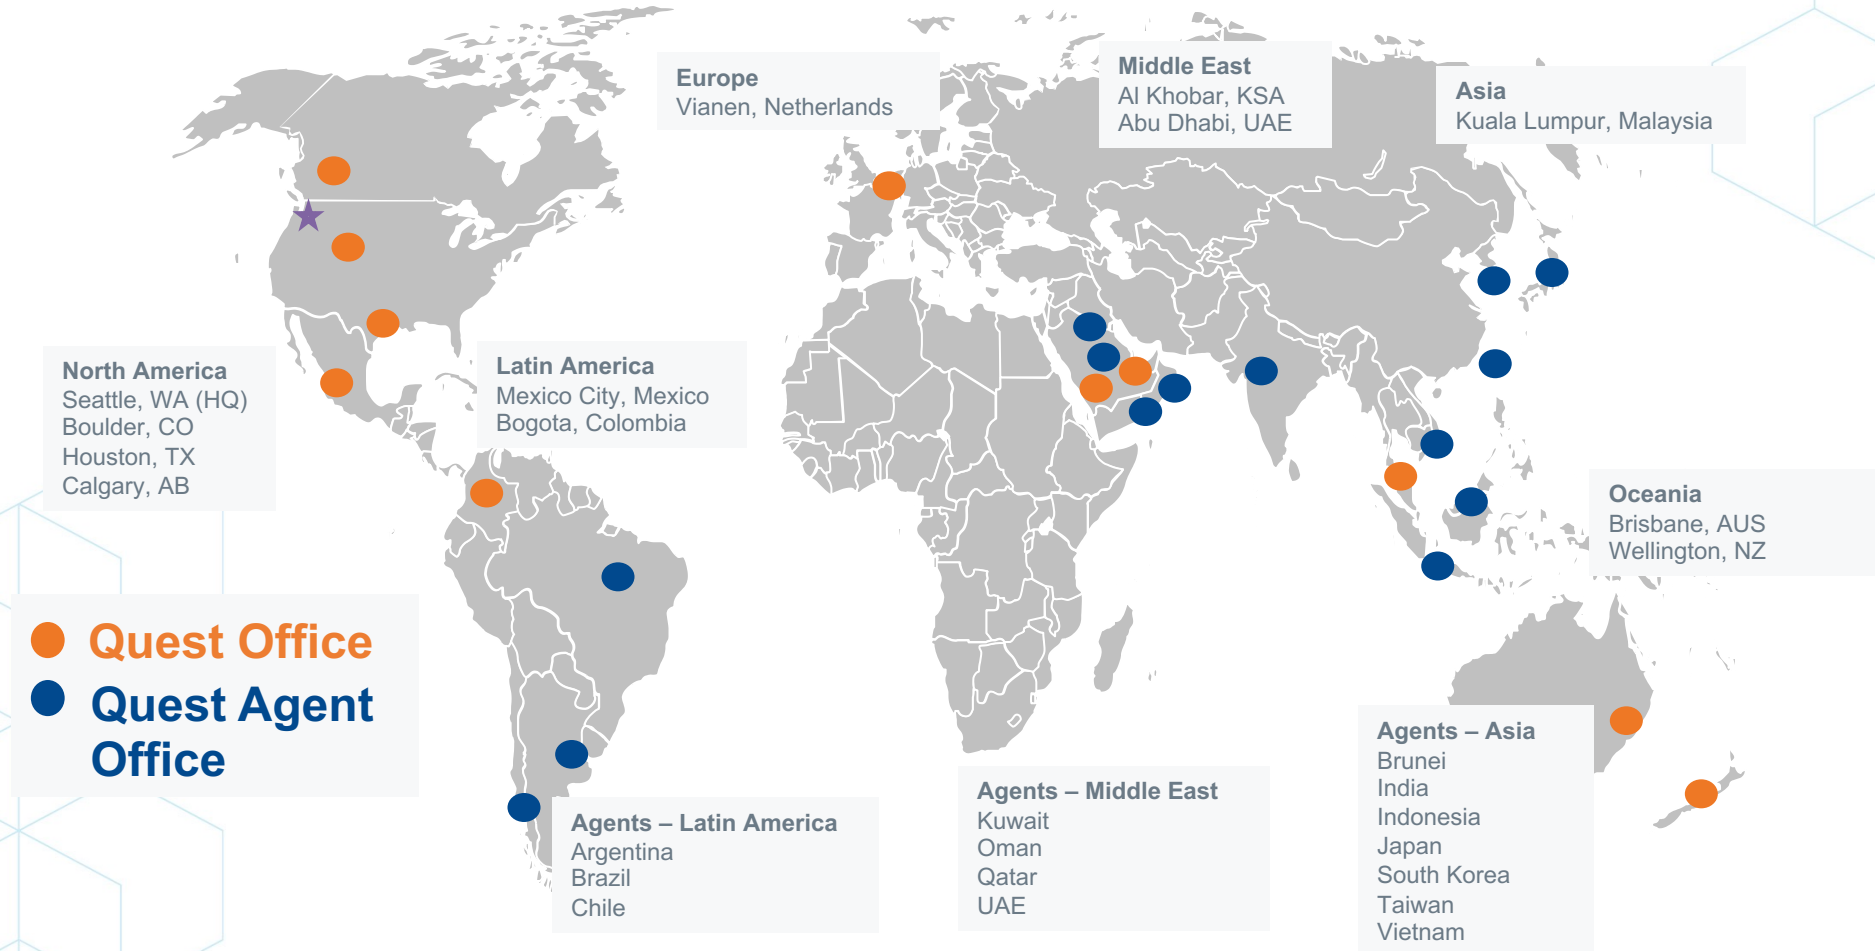 Europe
Vianen, Netherlands
Middle East
Al Khobar, KSA
Abu Dhabi, UAE
Asia
Kuala Lumpur, Malaysia
North America
Seattle, WA (HQ)
Boulder, CO
Houston, TX
Calgary, AB
Latin America
Mexico City, Mexico
Bogota, Colombia
Oceania
Brisbane, AUS
Wellington, NZ
Quest Office
Quest Agent
Office
Agents – Latin America
Argentina
Brazil
Chile
Agents – Middle East
Kuwait
Oman
Qatar
UAE
Agents – Asia
Brunei
India
Indonesia
Japan
South Korea
Taiwan
Vietnam